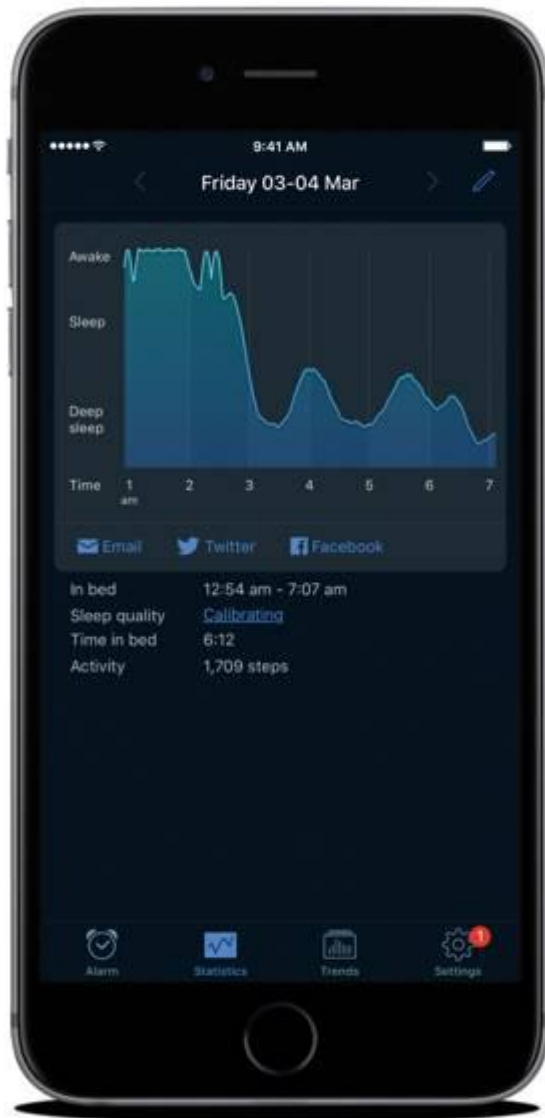 9:41 AM
Friday 03-04 Mar
Awake
Sleep
Deep
sleep
Time 1 2 3 4 5 6 7
am
Email Twitter Facebook
In bed 12:54 am - 7:07 am
Sleep quality Calibrating
Time in bed 6:12
Activity 1,709 steps
1
Alarm Statistics Trends Settings